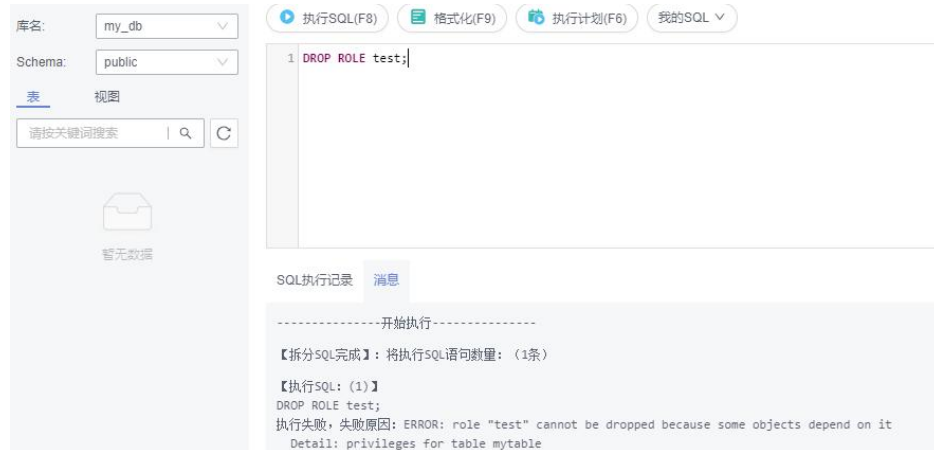 库名:
my_db
Schema:
public
表
视图
请按关键词搜索
暂无数据
执行SQL(F8)
格式化(F9)
执行计划(F6)
我的SQL
1 DROP ROLE test;
SQL执行记录
消息
---------------开始执行---------------
【拆分SQL完成】: 将执行SQL语句数量: (1条)
【执行SQL: (1)】
DROP ROLE test;
执行失败, 失败原因: ERROR: role "test" cannot be dropped because some objects depend on it
Detail: privileges for table mytable